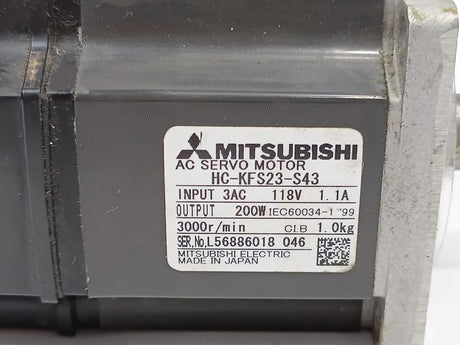 MITSUBISHI
AC SERVO MOTOR
HC-KFS23-S43
INPUT 3AC 118V 1.1A
OUTPUT 200W IEC60034-1 '99
3000r/min Cl.B 1.0kg
SER.No.L56886018 046
MITSUBISHI ELECTRIC
MADE IN JAPAN